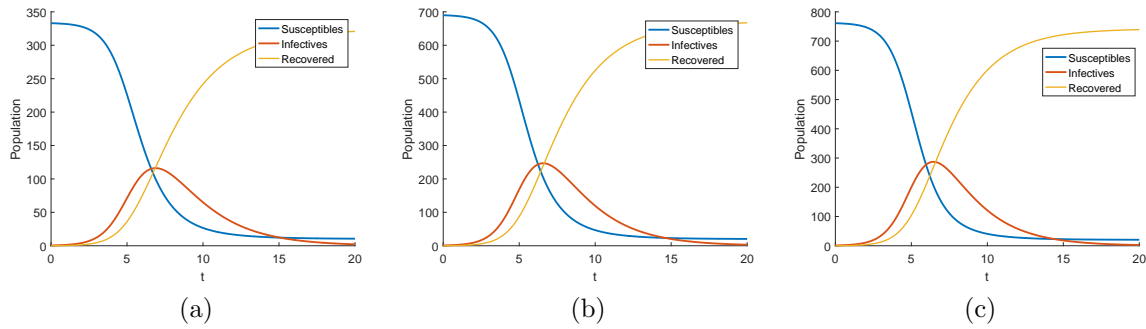 350
300
250
200
150
100
50
0
Population
0 5 10 15 20
t
Susceptibles
Infectives
Recovered
(a)
700
600
500
400
300
200
100
0
Population
0 5 10 15 20
t
Susceptibles
Infectives
Recovered
(b)
800
700
600
500
400
300
200
100
0
Population
0 5 10 15 20
t
Susceptibles
Infectives
Recovered
(c)